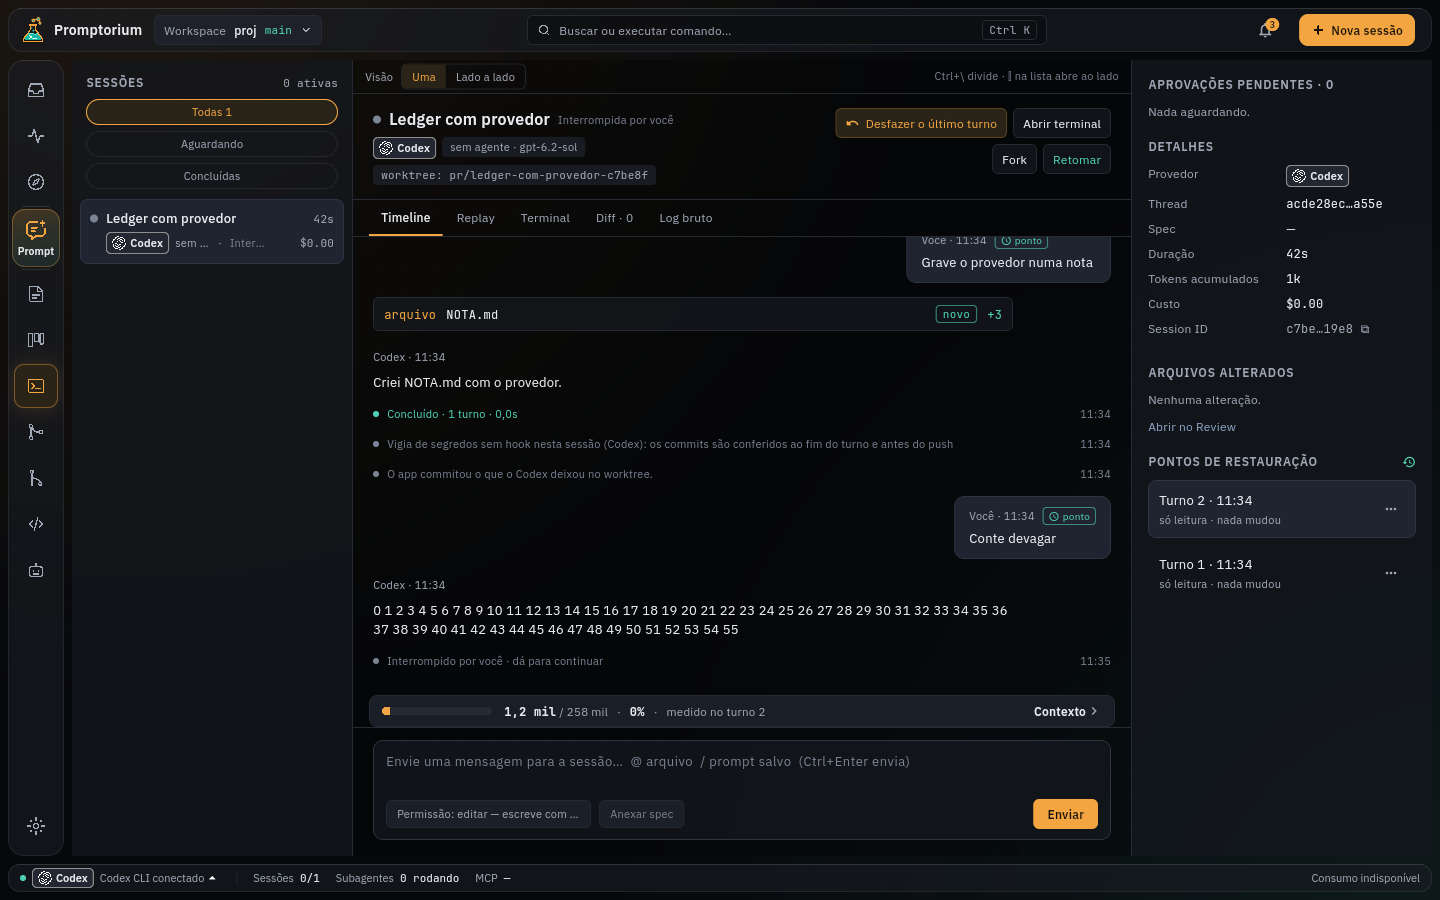 Promptorium
Workspace proj main
Buscar ou executar comando...
Ctrl K
3
+ Nova sessão
SESSÕES
0 ativas
Todas 1
Aguardando
Concluídas
Ledger com provedor
42s
Codex sem … · Inter…
$0.00
Prompt
Visão Uma Lado a lado
Ctrl+\ divide · ] na lista abre ao lado
Ledger com provedor Interrompida por você
Codex sem agente · gpt-6.2-sol
worktree: pr/ledger-com-provedor-c7be8f
Desfazer o último turno
Abrir terminal
Fork
Retomar
Timeline Replay Terminal Diff · 0 Log bruto
Você · 11:34 ponto
Grave o provedor numa nota
arquivo NOTA.md novo +3
Codex · 11:34
Criei NOTA.md com o provedor.
Concluído · 1 turno · 0,0s 11:34
Vigia de segredos sem hook nesta sessão (Codex): os commits são conferidos ao fim do turno e antes do push 11:34
O app commitou o que o Codex deixou no worktree. 11:34
Você · 11:34 ponto
Conte devagar
Codex · 11:34
0 1 2 3 4 5 6 7 8 9 10 11 12 13 14 15 16 17 18 19 20 21 22 23 24 25 26 27 28 29 30 31 32 33 34 35 36
37 38 39 40 41 42 43 44 45 46 47 48 49 50 51 52 53 54 55
Interrompido por você · dá para continuar 11:35
1,2 mil / 258 mil · 0% · medido no turno 2
Contexto
Envie uma mensagem para a sessão… @ arquivo / prompt salvo (Ctrl+Enter envia)
Permissão: editar — escreve com …
Anexar spec
Enviar
APROVAÇÕES PENDENTES · 0
Nada aguardando.
DETALHES
Provedor Codex
Thread acde28ec…a55e
Spec —
Duração 42s
Tokens acumulados 1k
Custo $0.00
Session ID c7be…19e8
ARQUIVOS ALTERADOS
Nenhuma alteração.
Abrir no Review
PONTOS DE RESTAURAÇÃO
Turno 2 · 11:34
só leitura · nada mudou
Turno 1 · 11:34
só leitura · nada mudou
Codex Codex CLI conectado
Sessões 0/1
Subagentes 0 rodando
MCP —
Consumo indisponível